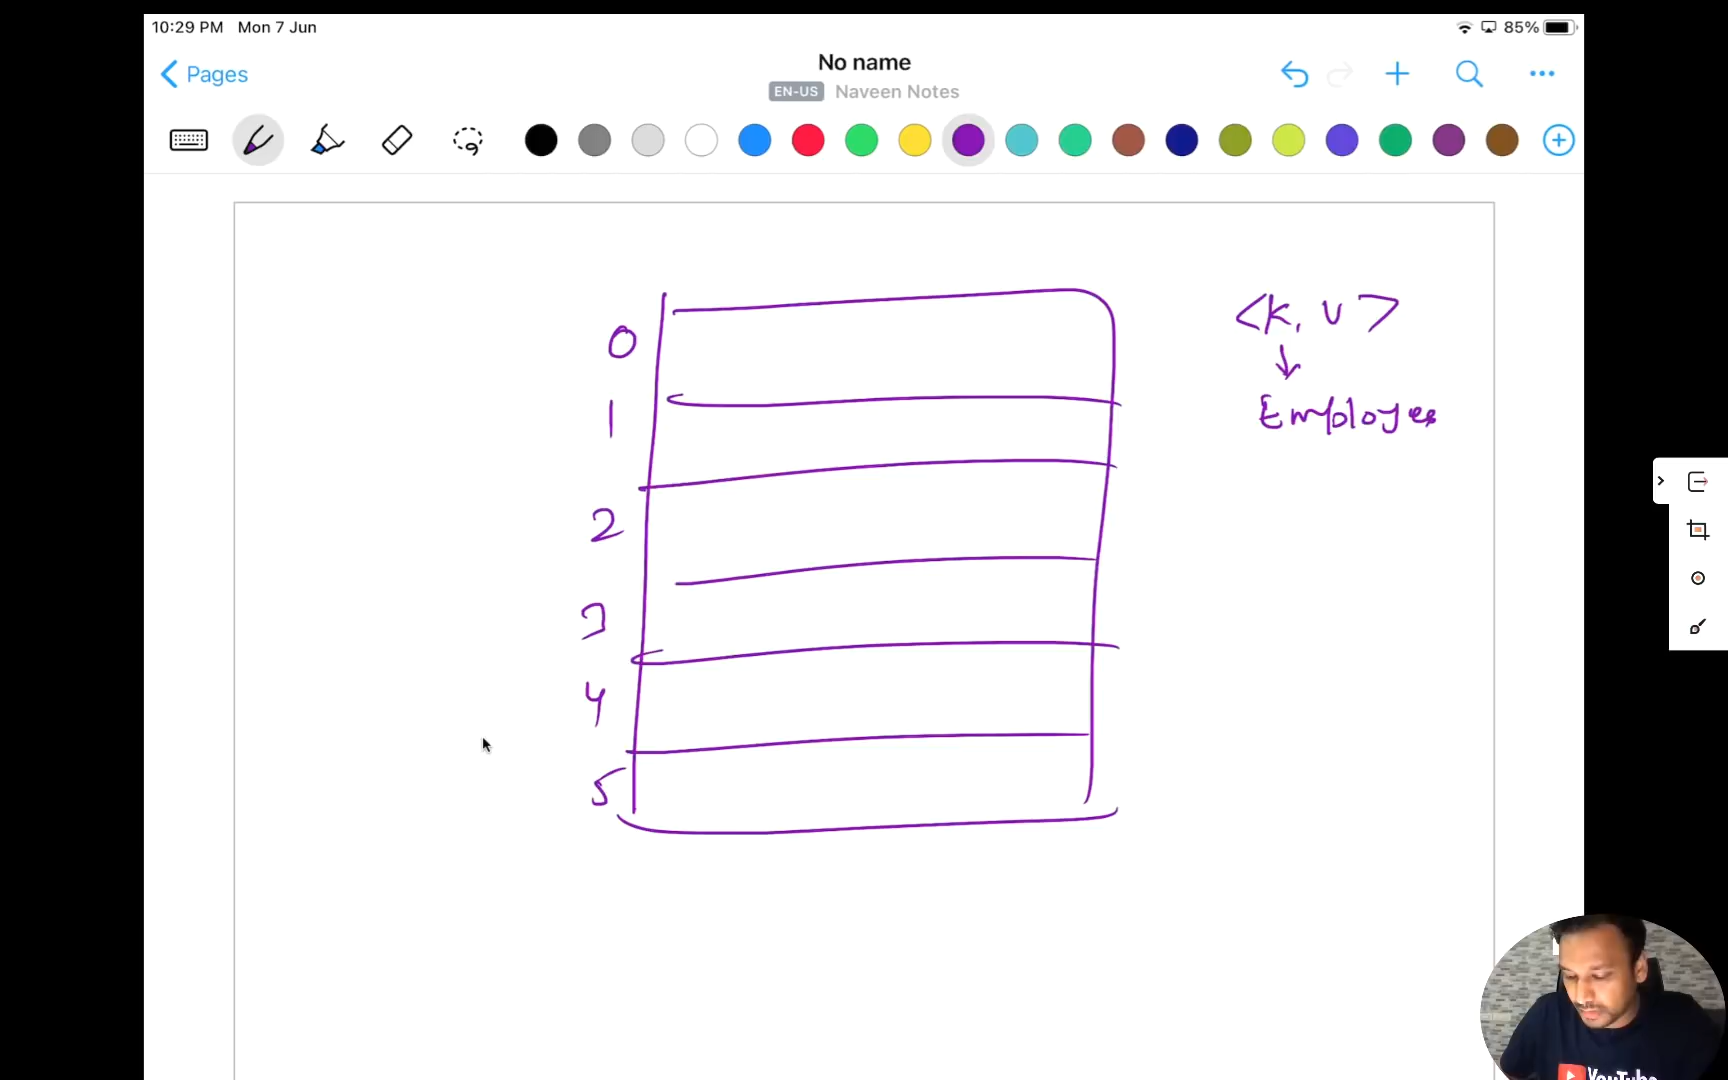 10:29 PM Mon 7 Jun
85%
Pages
No name
EN-US Naveen Notes
<K, V>
Employee
0
1
2
3
4
5
YouTube